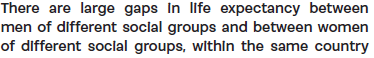 There are large gaps in life expectancy between
men of different social groups and between women
of different social groups, within the same country